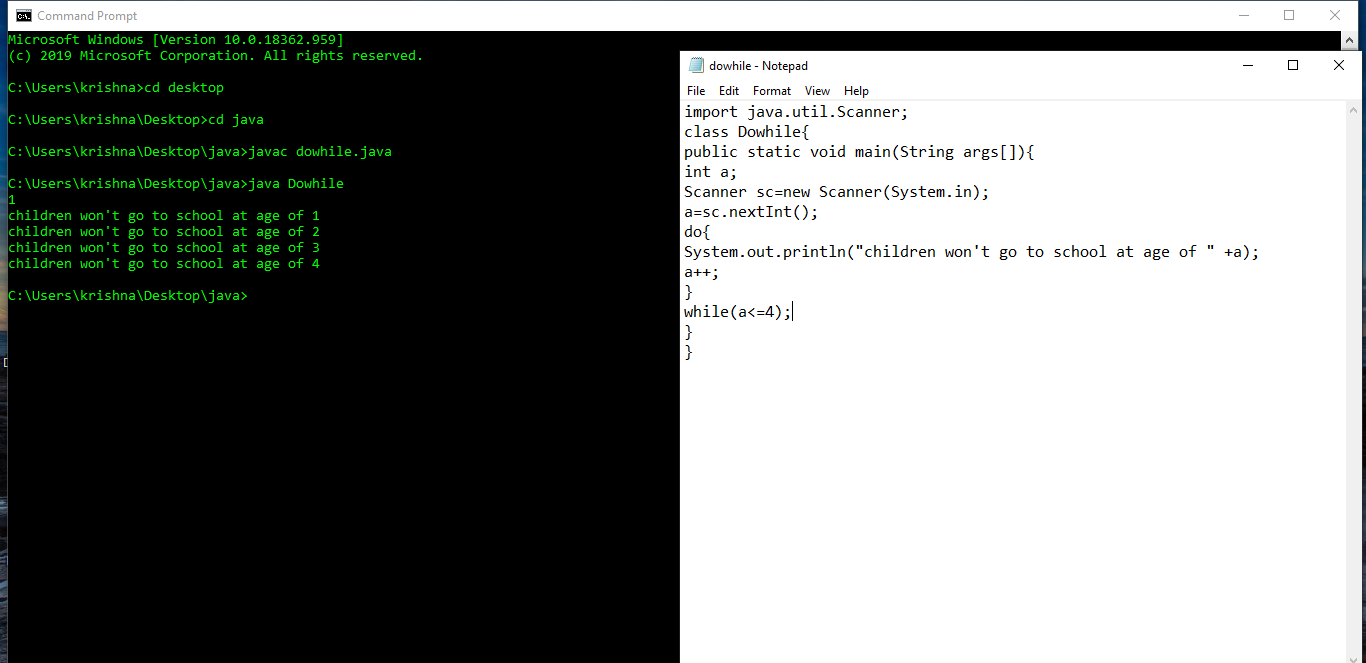 Command Prompt
Microsoft Windows [Version 10.0.18362.959]
(c) 2019 Microsoft Corporation. All rights reserved.
C:\Users\krishna>cd desktop
C:\Users\krishna\Desktop>cd java
C:\Users\krishna\Desktop\java>javac dowhile.java
C:\Users\krishna\Desktop\java>java Dowhile
1
children won't go to school at age of 1
children won't go to school at age of 2
children won't go to school at age of 3
children won't go to school at age of 4
C:\Users\krishna\Desktop\java>
dowhile - Notepad
File Edit Format View Help
import java.util.Scanner;
class Dowhile{
public static void main(String args[]){
int a;
Scanner sc=new Scanner(System.in);
a=sc.nextInt();
do{
System.out.println("children won't go to school at age of " +a);
a++;
}
while(a<=4);
}
}